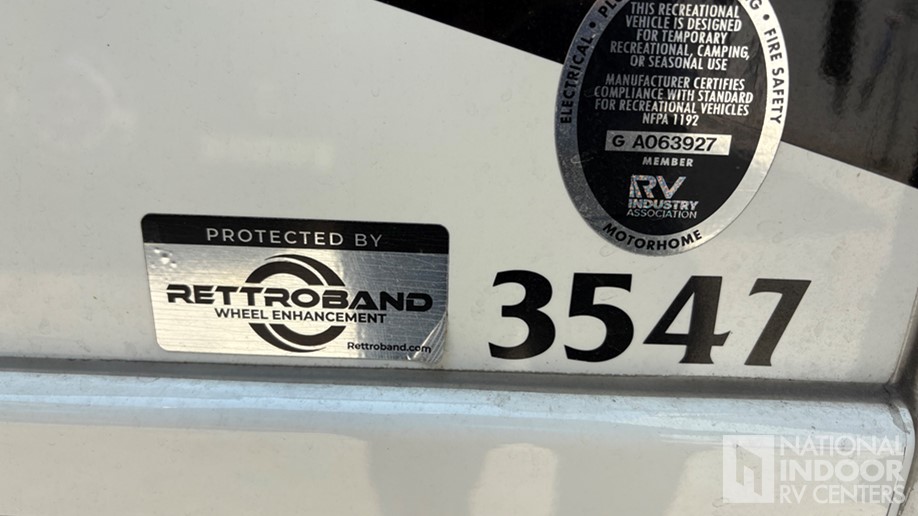 ELECTRICAL • PL
G • FIRE SAFETY
THIS RECREATIONAL
VEHICLE IS DESIGNED
FOR TEMPORARY
RECREATIONAL, CAMPING,
OR SEASONAL USE
MANUFACTURER CERTIFIES
COMPLIANCE WITH STANDARD
FOR RECREATIONAL VEHICLES
NFPA 1192
G A063927
MEMBER
RV
INDUSTRY
ASSOCIATION
MOTORHOME
PROTECTED BY
RETTROBAND
WHEEL ENHANCEMENT
Rettroband.com
3547
NATIONAL
INDOOR
RV CENTERS